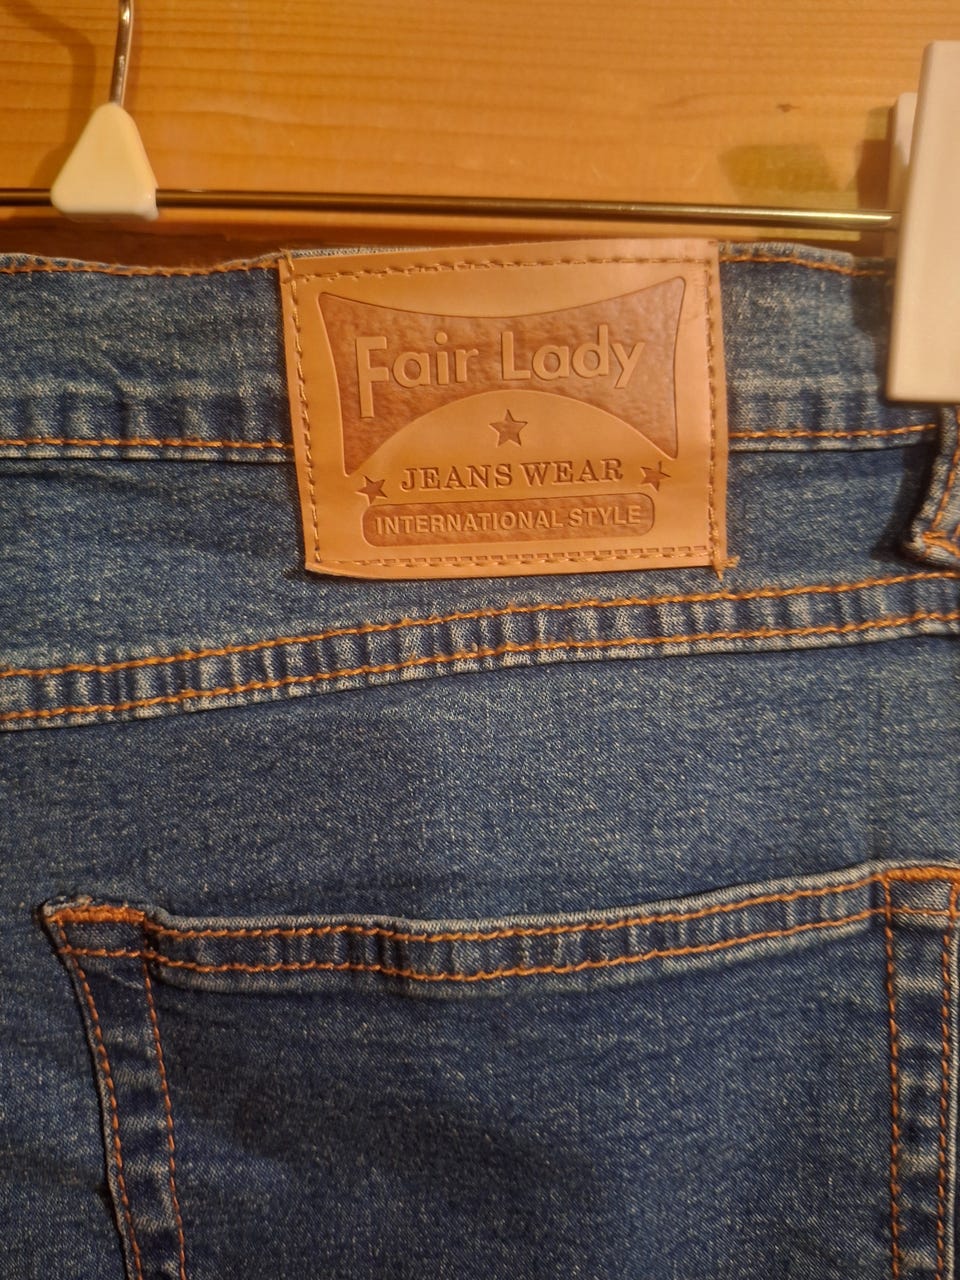 Fair Lady
JEANS WEAR
INTERNATIONAL STYLE